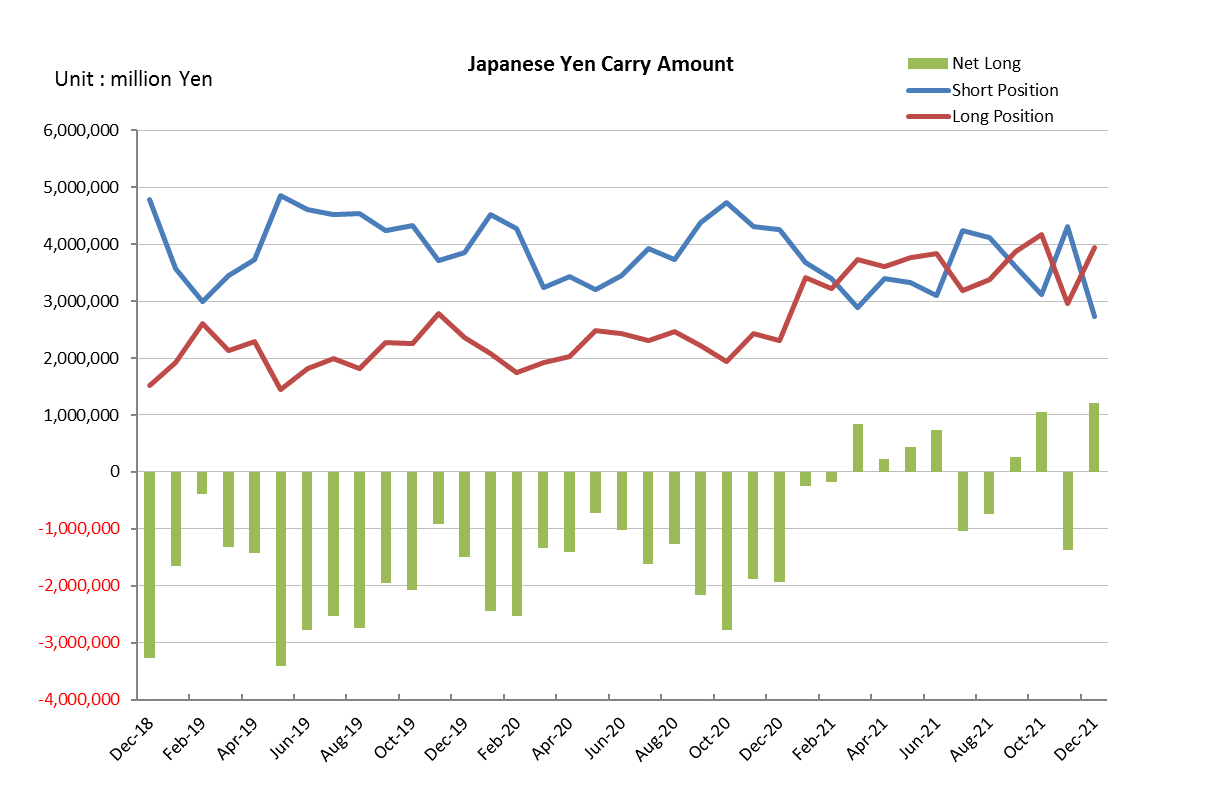 Japanese Yen Carry Amount
Unit : million Yen
Net Long
Short Position
Long Position
6,000,000
5,000,000
4,000,000
3,000,000
2,000,000
1,000,000
0
-1,000,000
-2,000,000
-3,000,000
-4,000,000
Dec-18
Feb-19
Apr-19
Jun-19
Aug-19
Oct-19
Dec-19
Feb-20
Apr-20
Jun-20
Aug-20
Oct-20
Dec-20
Feb-21
Apr-21
Jun-21
Aug-21
Oct-21
Dec-21